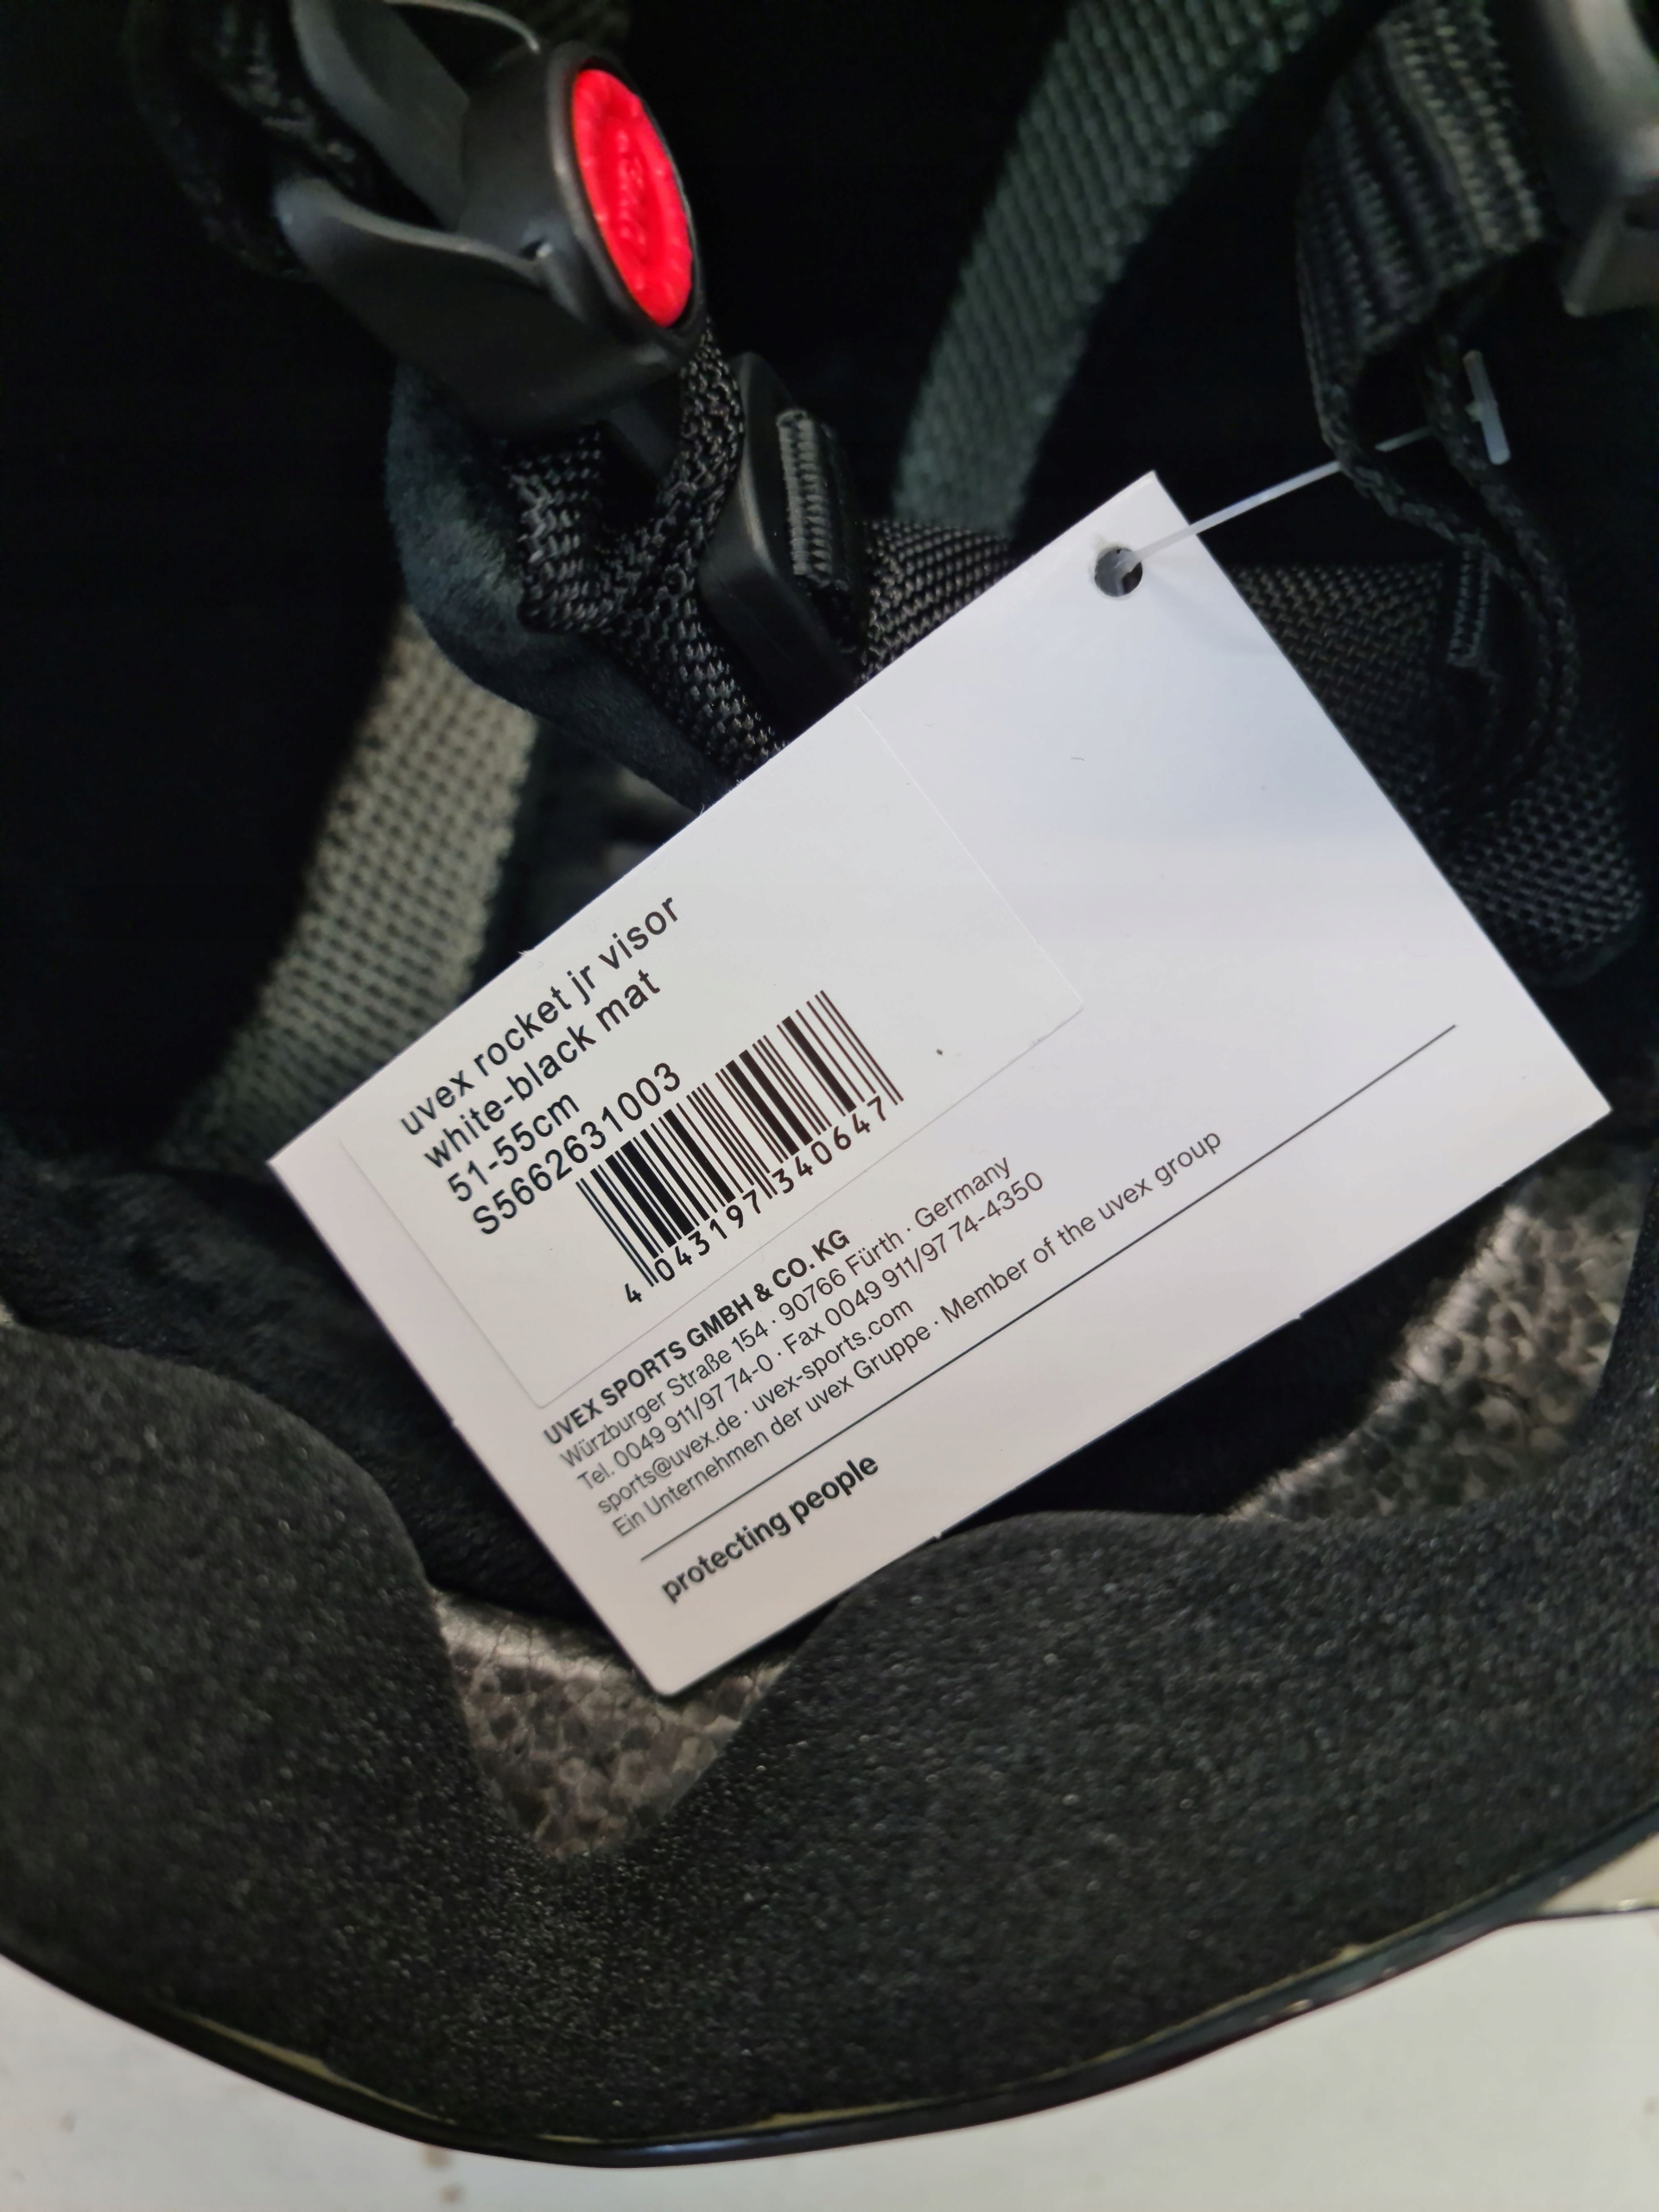 uvex rocket jr visor
white-black mat
51-55cm
S5662631003
4 043197 340647
UVEX SPORTS GMBH & CO. KG
Würzburger Straße 154 · 90766 Fürth · Germany
Tel. 0049 911/97 74-0 · Fax 0049 911/97 74-4350
sports@uvex.de · uvex-sports.com
Ein Unternehmen der uvex Gruppe · Member of the uvex group
protecting people